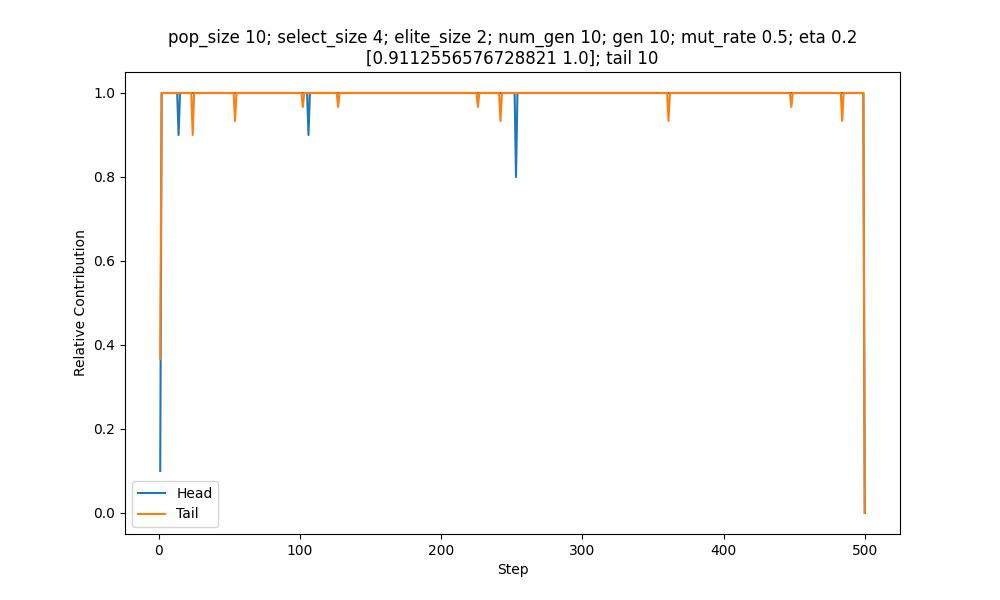 pop_size 10; select_size 4; elite_size 2; num_gen 10; gen 10; mut_rate 0.5; eta 0.2
[0.9112556576728821 1.0]; tail 10
1.0
0.8
0.6
0.4
0.2
0.0
Relative Contribution
Head
Tail
0
100
200
300
400
500
Step